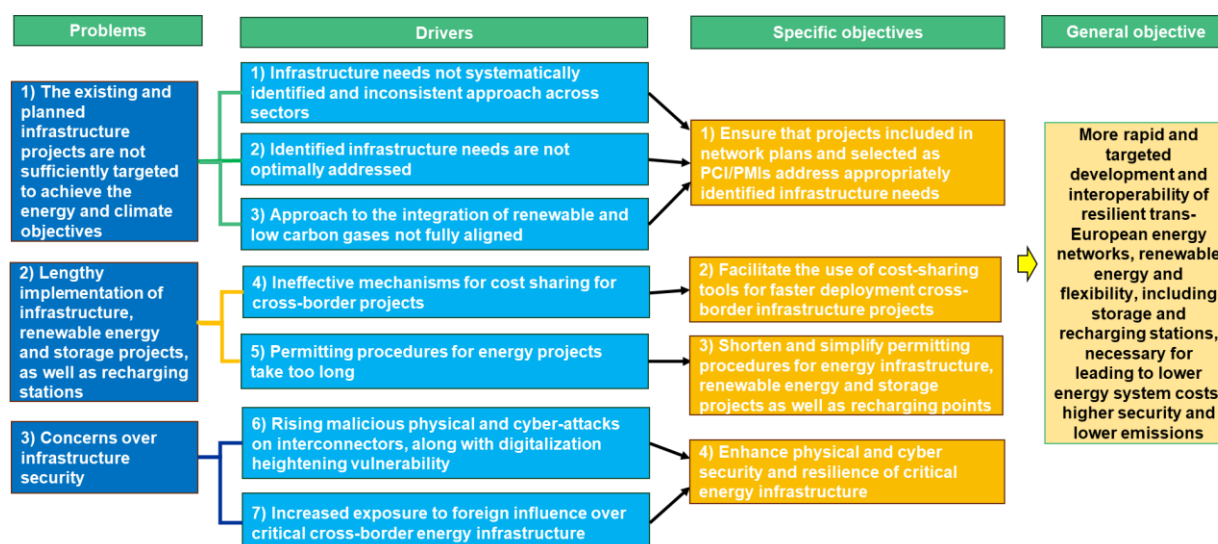 Problems
Drivers
Specific objectives
General objective
1) The existing and
planned
infrastructure
projects are not
sufficiently targeted
to achieve the
energy and climate
objectives
2) Lengthy
implementation of
infrastructure,
renewable energy
and storage projects,
as well as recharging
stations
3) Concerns over
infrastructure
security
1) Infrastructure needs not systematically
identified and inconsistent approach across
sectors
2) Identified infrastructure needs are not
optimally addressed
3) Approach to the integration of renewable and
low carbon gases not fully aligned
4) Ineffective mechanisms for cost sharing for
cross-border projects
5) Permitting procedures for energy projects
take too long
6) Rising malicious physical and cyber-attacks
on interconnectors, along with digitalization
heightening vulnerability
7) Increased exposure to foreign influence over
critical cross-border energy infrastructure
1) Ensure that projects included in
network plans and selected as
PCI/PMIs address appropriately
identified infrastructure needs
2) Facilitate the use of cost-sharing
tools for faster deployment cross-
border infrastructure projects
3) Shorten and simplify permitting
procedures for energy infrastructure,
renewable energy and storage
projects as well as recharging points
4) Enhance physical and cyber
security and resilience of critical
energy infrastructure
More rapid and
targeted
development and
interoperability of
resilient trans-
European energy
networks, renewable
energy and
flexibility, including
storage and
recharging stations,
necessary for
leading to lower
energy system costs,
higher security and
lower emissions